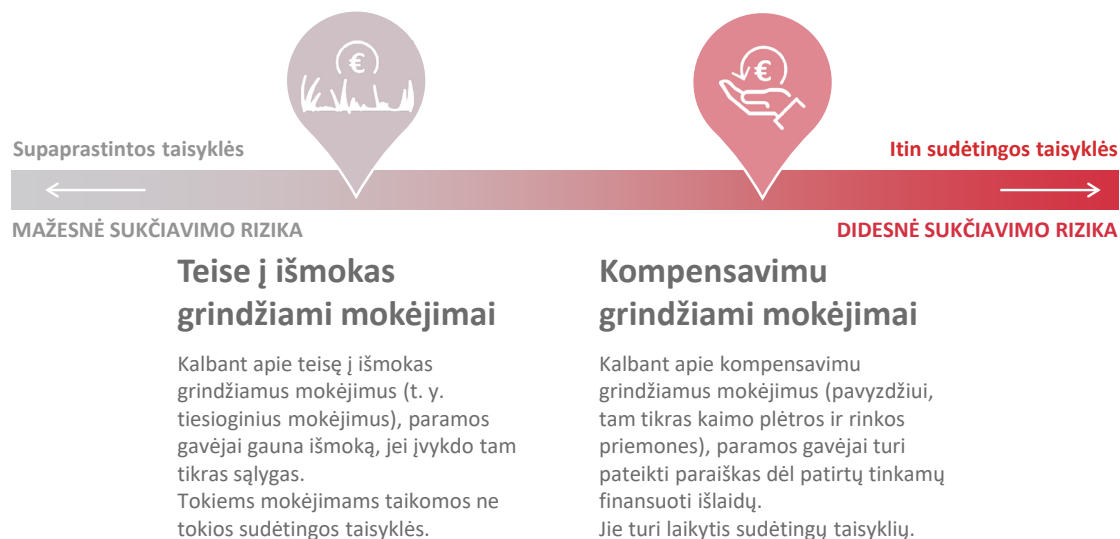 €
€
Supaprastintos taisyklės
Itin sudėtingos taisyklės
MAŽESNĖ SUKČIAVIMO RIZIKA
DIDESNĖ SUKČIAVIMO RIZIKA
Teise į išmokas
grindžiami mokėjimai
Kalbant apie teisę į išmokas
grindžiamus mokėjimus (t. y.
tiesioginius mokėjimus), paramos
gavėjai gauna išmoką, jei įvykdo tam
tikras sąlygas.
Tokiems mokėjimams taikomos ne
tokios sudėtingos taisyklės.
Kompensavimu
grindžiami mokėjimai
Kalbant apie kompensavimu
grindžiamus mokėjimus (pavyzdžiui,
tam tikras kaimo plėtros ir rinkos
priemones), paramos gavėjai turi
pateikti paraiškas dėl patirtų tinkamų
finansuoti išlaidų.
Jie turi laikytis sudėtingų taisyklių.